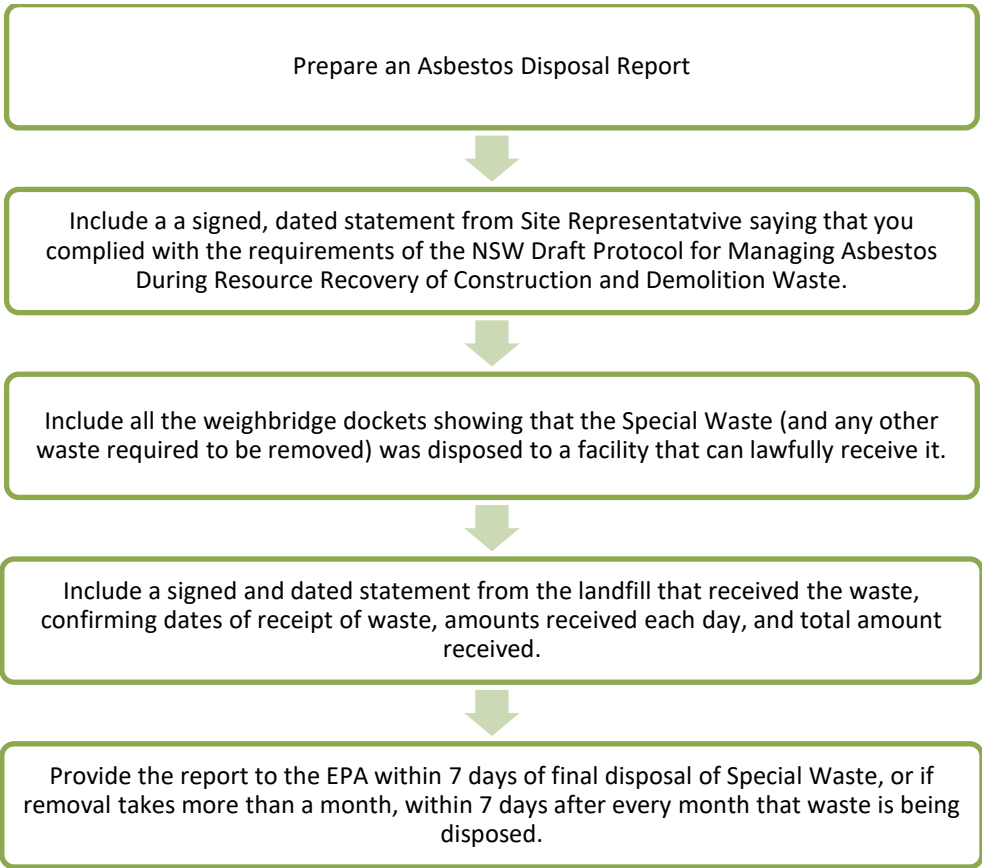 Prepare an Asbestos Disposal Report
Include a a signed, dated statement from Site Representatvive saying that you
complied with the requirements of the NSW Draft Protocol for Managing Asbestos
During Resource Recovery of Construction and Demolition Waste.
Include all the weighbridge dockets showing that the Special Waste (and any other
waste required to be removed) was disposed to a facility that can lawfully receive it.
Include a signed and dated statement from the landfill that received the waste,
confirming dates of receipt of waste, amounts received each day, and total amount
received.
Provide the report to the EPA within 7 days of final disposal of Special Waste, or if
removal takes more than a month, within 7 days after every month that waste is being
disposed.